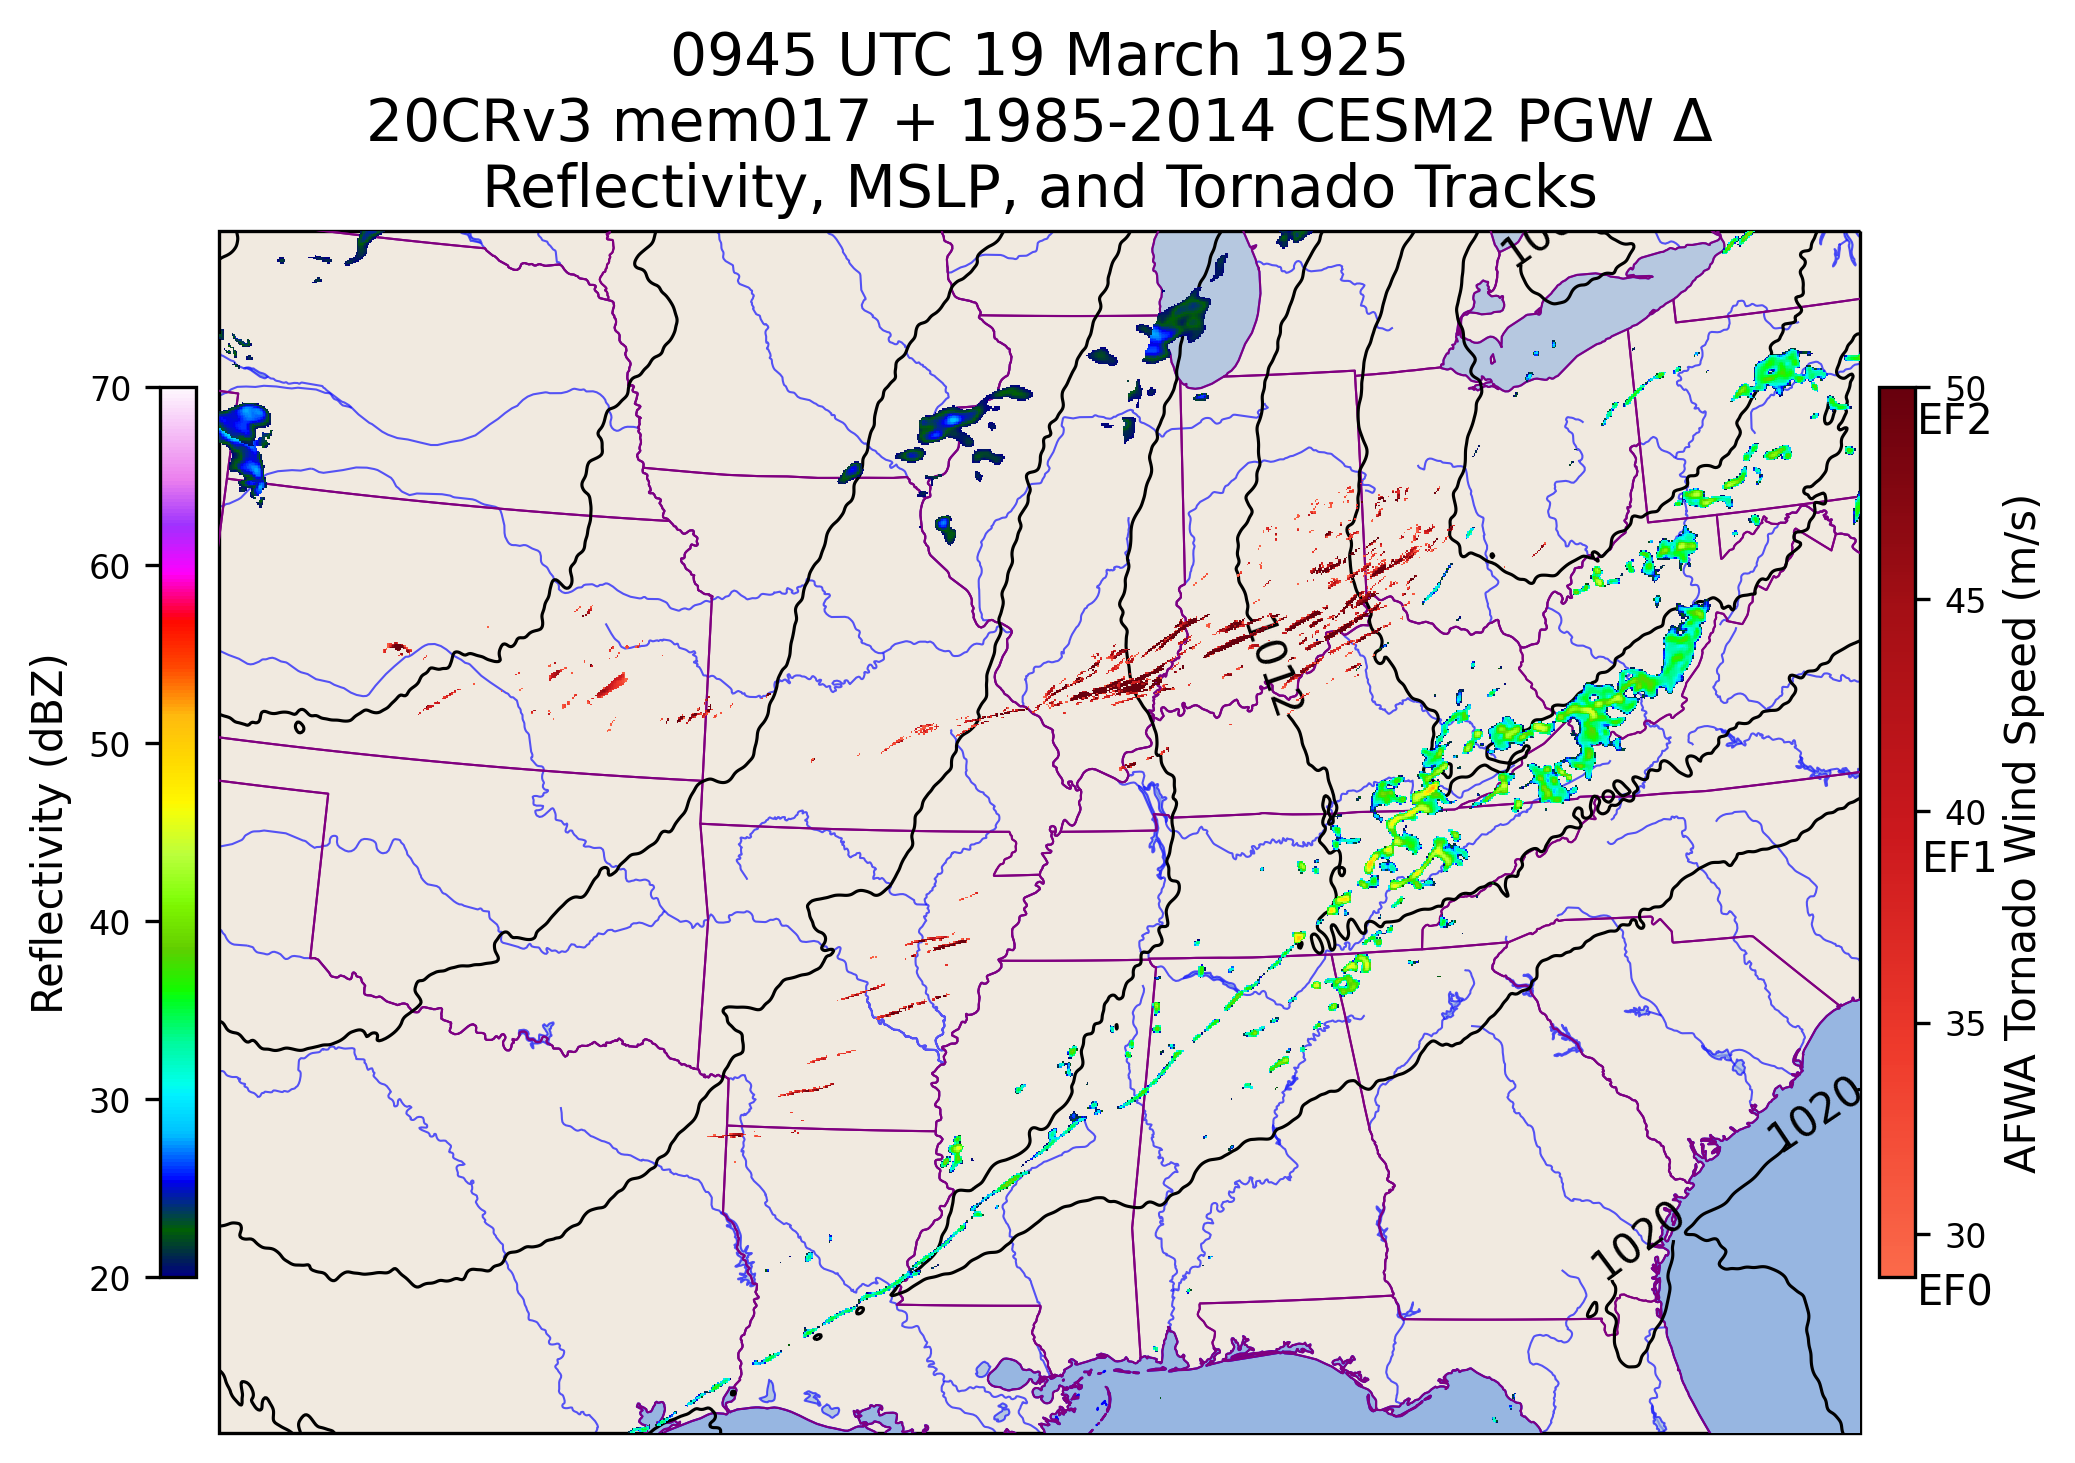 0945 UTC 19 March 1925
20CRv3 mem017 + 1985-2014 CESM2 PGW Δ
Reflectivity, MSLP, and Tornado Tracks
Reflectivity (dBZ)
70
60
50
40
30
20
1012
1020
1020
50
EF2
45
40
EF1
35
30
EF0
AFWA Tornado Wind Speed (m/s)